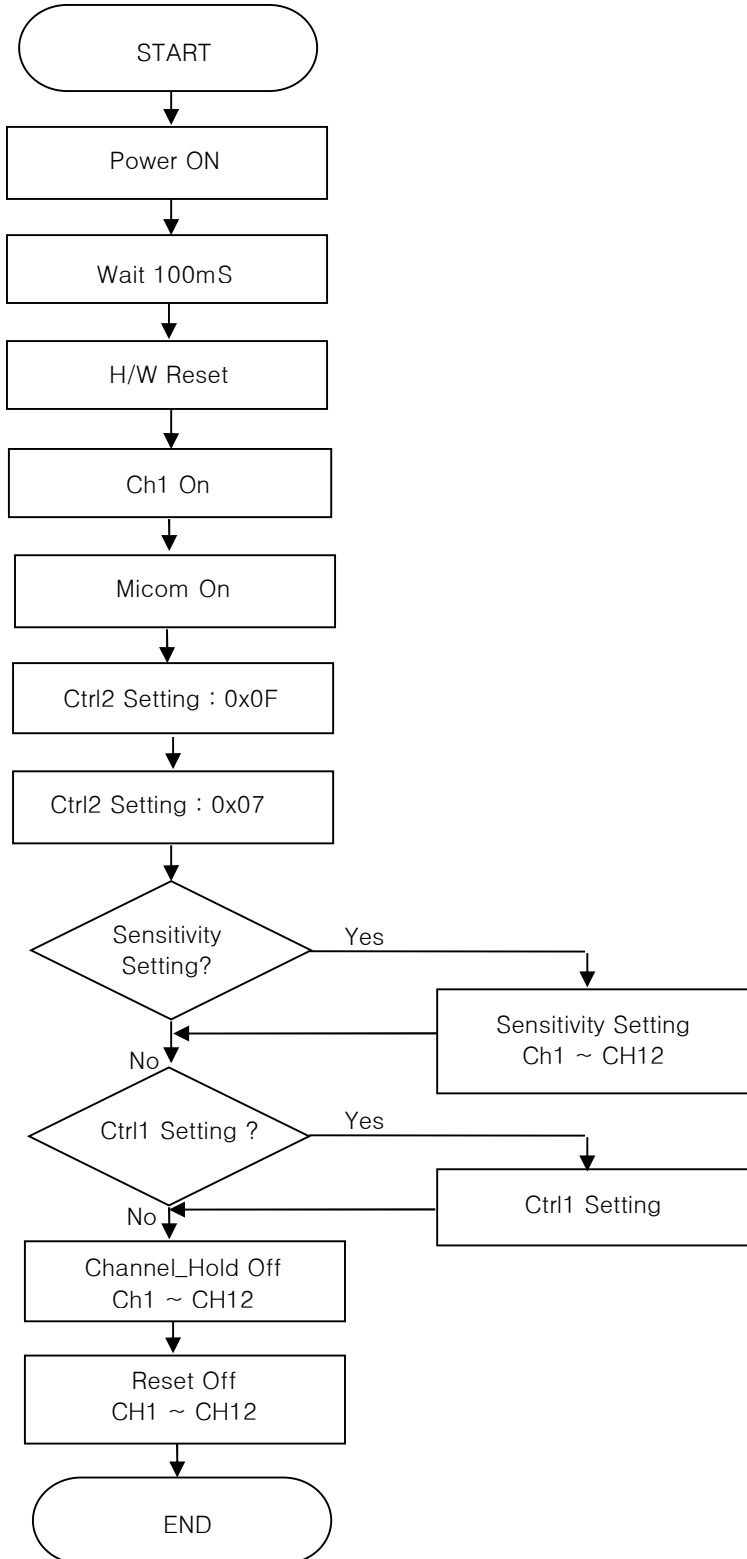 START
Power ON
Wait 100mS
H/W Reset
Ch1 On
Micom On
Ctrl2 Setting : 0x0F
Ctrl2 Setting : 0x07
Sensitivity
Setting?
Yes
Sensitivity Setting
Ch1 ~ CH12
No
Ctrl1 Setting ?
Yes
Ctrl1 Setting
No
Channel_Hold Off
Ch1 ~ CH12
Reset Off
CH1 ~ CH12
END